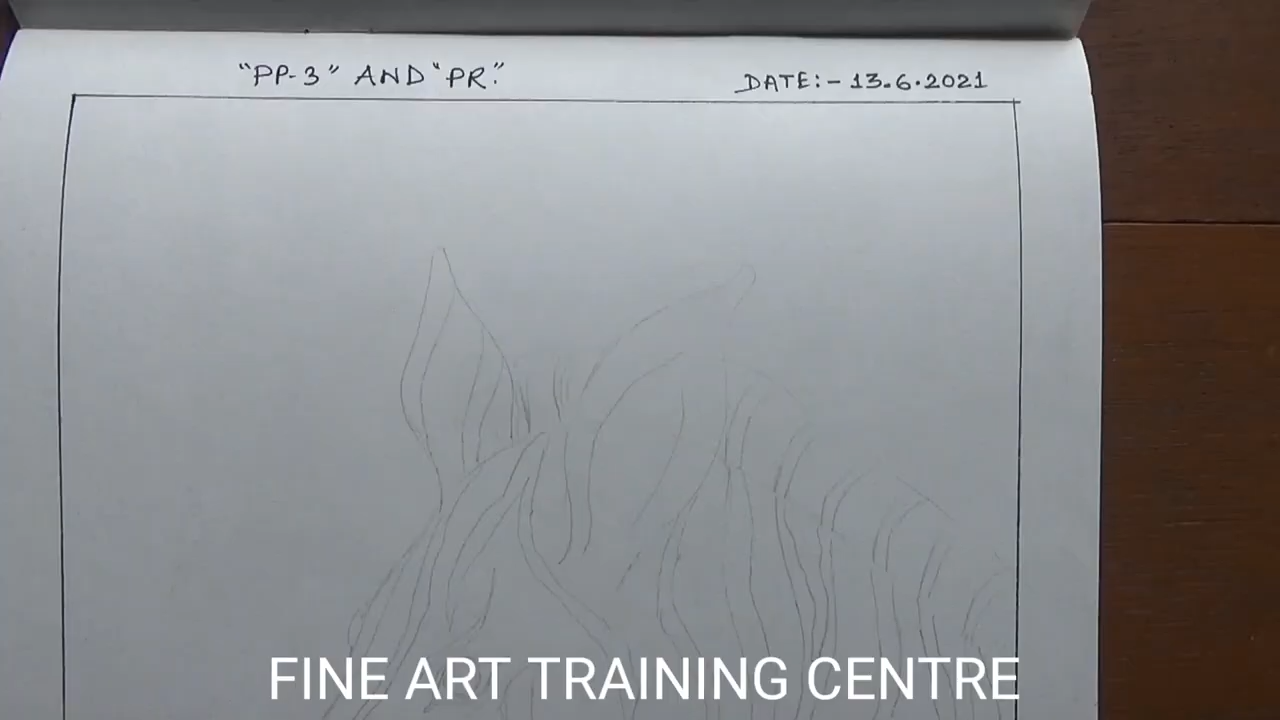 "PP-3" AND "PR."
DATE:- 13.6.2021
FINE ART TRAINING CENTRE